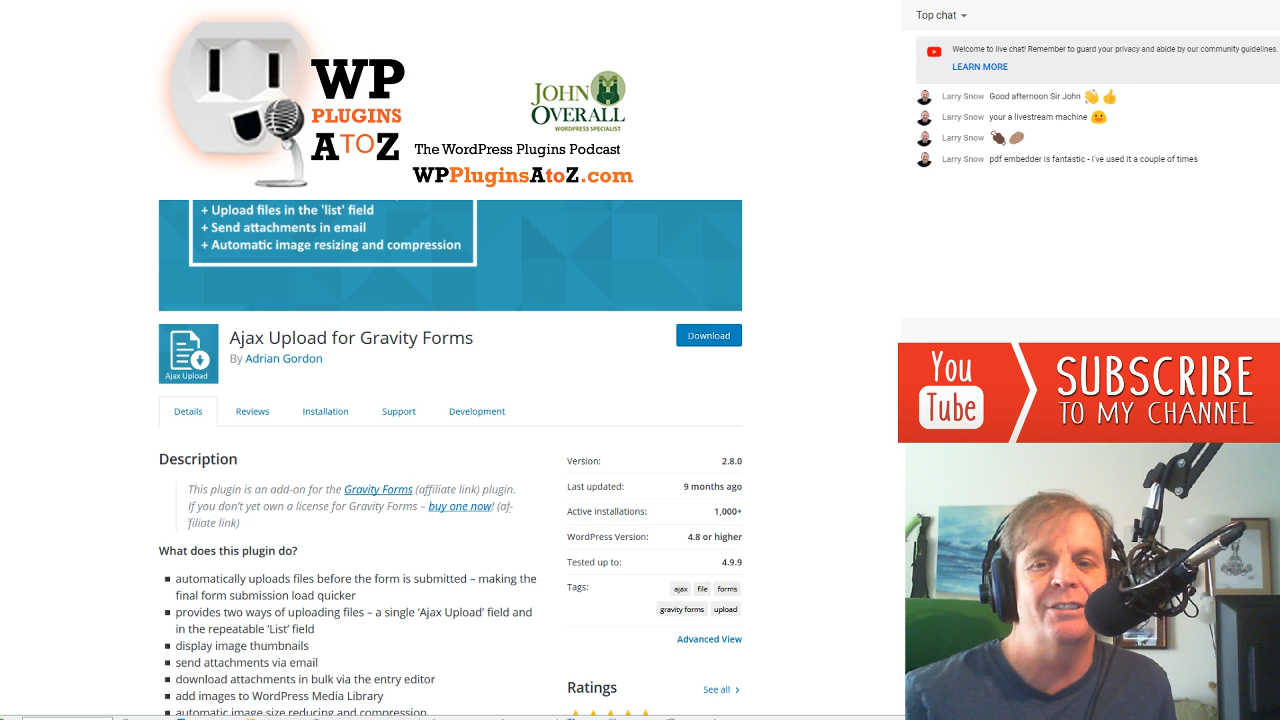 WP
PLUGINS
A TO Z
JOHN
OVERALL
WORDPRESS SPECIALIST
The WordPress Plugins Podcast
WPPluginsAtoZ.com
+ Upload files in the 'list' field
+ Send attachments in email
+ Automatic image resizing and compression
Ajax Upload
Ajax Upload for Gravity Forms
By Adrian Gordon
Download
Details
Reviews
Installation
Support
Development
Description
This plugin is an add-on for the Gravity Forms (affiliate link) plugin.
If you don't yet own a license for Gravity Forms – buy one now! (af-
filiate link)
What does this plugin do?
automatically uploads files before the form is submitted – making the
final form submission load quicker
provides two ways of uploading files – a single 'Ajax Upload' field and
in the repeatable 'List' field
display image thumbnails
send attachments via email
download attachments in bulk via the entry editor
add images to WordPress Media Library
automatic image size reducing and compression
Version: 2.8.0
Last updated: 9 months ago
Active installations: 1,000+
WordPress Version: 4.8 or higher
Tested up to: 4.9.9
Tags: ajax file forms
gravity forms upload
Advanced View
Ratings
See all
Top chat
Welcome to live chat! Remember to guard your privacy and abide by our community guidelines.
LEARN MORE
Larry Snow Good afternoon Sir John 👋👍
Larry Snow your a livestream machine
Larry Snow
Larry Snow pdf embedder is fantastic - I've used it a couple of times
You
Tube
SUBSCRIBE
TO MY CHANNEL